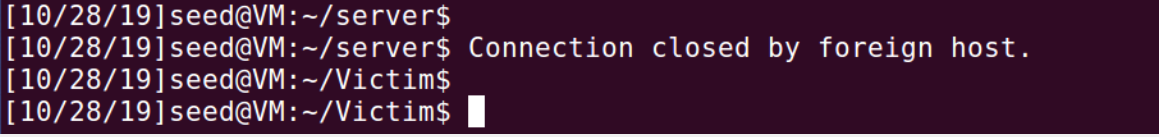 [10/28/19]seed@VM:~/server$
[10/28/19]seed@VM:~/server$ Connection closed by foreign host.
[10/28/19]seed@VM:~/Victim$
[10/28/19]seed@VM:~/Victim$